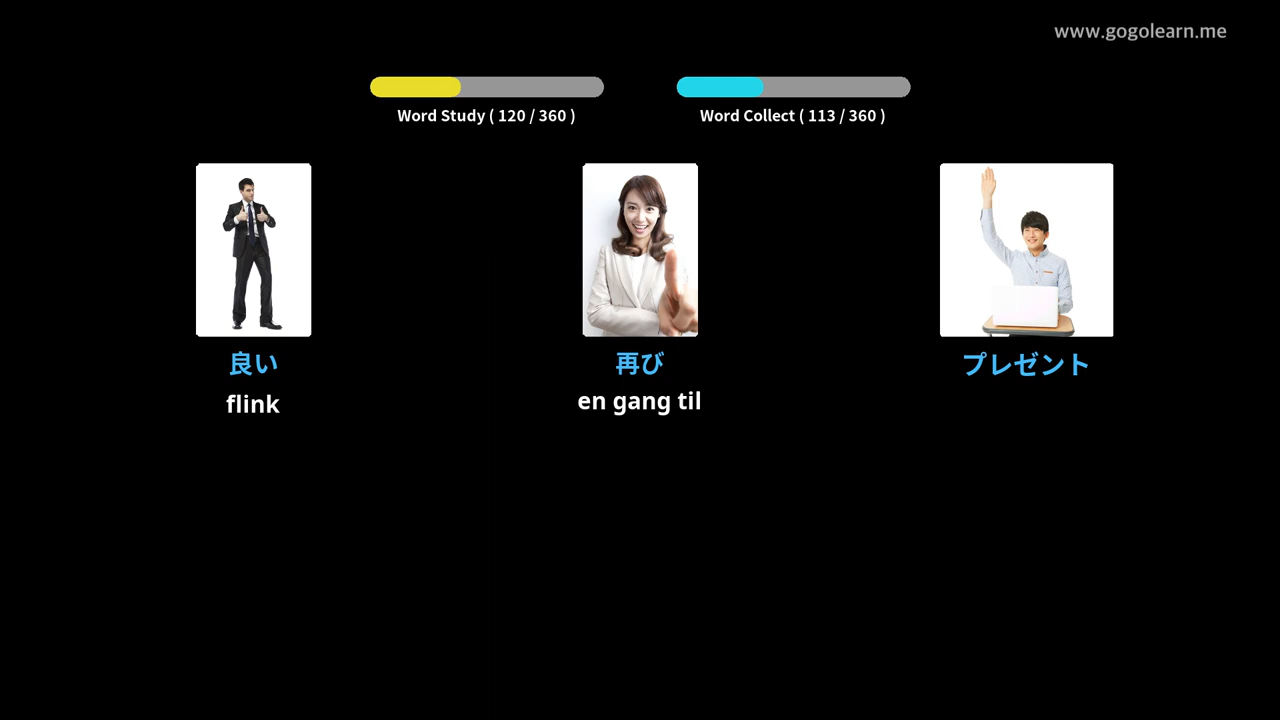 www.gogolearn.me
Word Study ( 120 / 360 )
Word Collect ( 113 / 360 )
良い
再び
プレゼント
flink
en gang til